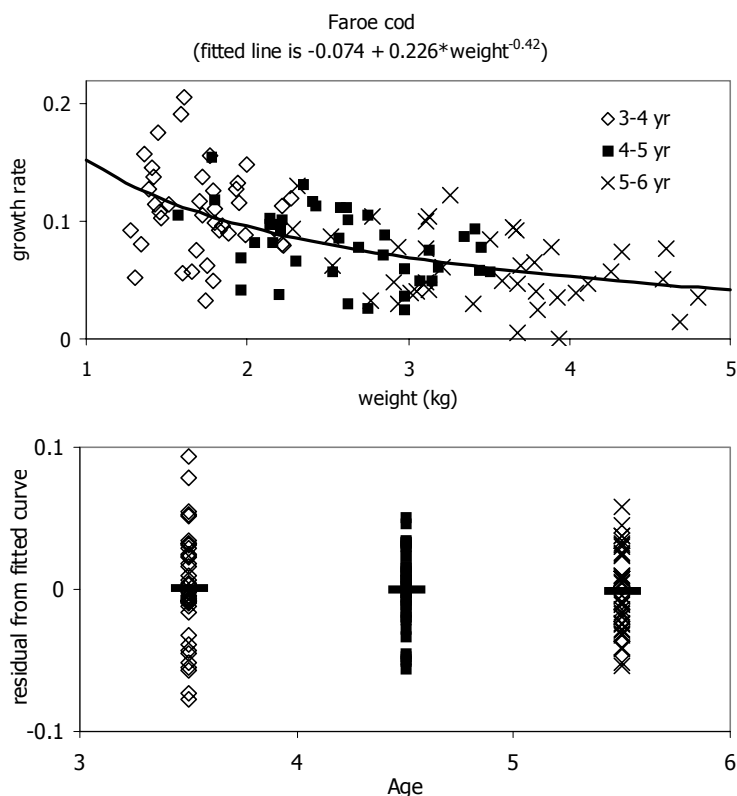 Faroe cod
(fitted line is -0.074 + 0.226*weight-0.42)
0.2
3-4 yr
4-5 yr
growth rate
5-6 yr
0.1
0
1 2 3 4 5
weight (kg)
0.1
residual from fitted curve
0
-0.1
3 4 5 6
Age